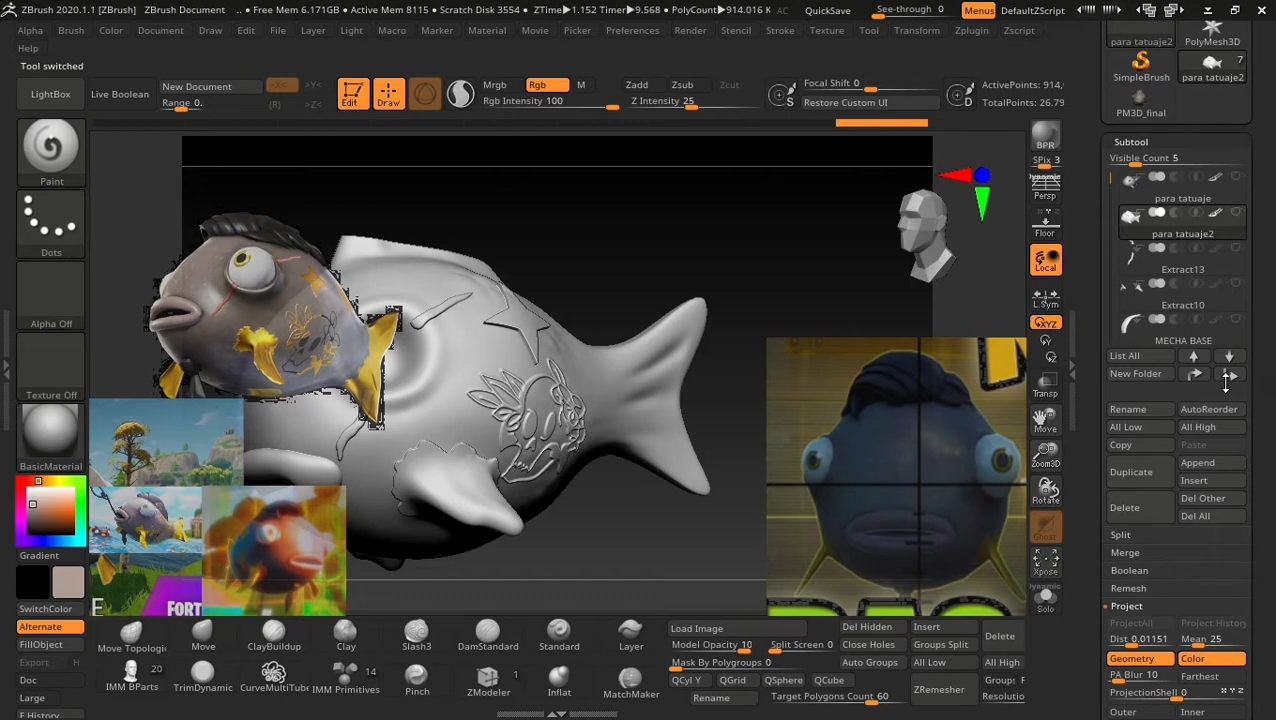 ZBrush 2020.1.1 [ZBrush] ZBrush Document • Free Mem 6.171GB • Active Mem 8115 • Scratch Disk 3554 • ZTime▶1.152 Timer▶9.568 • PolyCount▶914.016 K AC QuickSave See-through 0 Menus DefaultZScript
Alpha Brush Color Document Draw Edit File Layer Light Macro Marker Material Movie Picker Preferences Render Stencil Stroke Texture Tool Transform Zplugin Zscript
Help
Tool switched
LightBox
Live Boolean
New Document
Range 0.
>X<
>Y<
(R)
>Z<
Edit
Draw
Mrgb
Rgb
M
Rgb Intensity 100
Zadd
Zsub
Zcut
Z Intensity 25
Focal Shift 0
Restore Custom UI
S
D
ActivePoints: 914,
TotalPoints: 26.79
Paint
Dots
Alpha Off
Texture Off
BasicMaterial
Gradient
SwitchColor
Alternate
FillObject
Export H
Doc
Large
E
FORT
BPR
SPix 3
Dynamic
Persp
Floor
Local
L.Sym
XYZ
Transp
Move
Zoom3D
Rotate
Ghost
Xpose
Dynamic
Solo
para tatuaje2
PolyMesh3D
7
SimpleBrush
para tatuaje2
PM3D_final
Subtool
Visible Count 5
para tatuaje
para tatuaje2
Extract13
Extract10
MECHA BASE
List All
New Folder
Rename
AutoReorder
All Low
All High
Copy
Paste
Duplicate
Append
Insert
Delete
Del Other
Del All
Split
Merge
Boolean
Remesh
Project
ProjectAll
Project History
Dist 0.01151
Mean 25
Geometry
Color
PA Blur 10
Farthest
ProjectionShell 0
Outer
Inner
Move Topologic
Move
ClayBuildup
Clay
Slash3
DamStandard
Standard
Layer
20
IMM BParts
TrimDynamic
CurveMultiTube
14
IMM Primitives
Pinch
1
ZModeler
Inflat
MatchMaker
Load Image
Model Opacity 10
Split Screen 0
Mask By Polygroups 0
QCyl Y
QGrid
QSphere
QCube
Rename
Target Polygons Count 60
Del Hidden
Insert
Close Holes
Groups Split
Auto Groups
All Low
ZRemesher
Delete
All High
Resolution